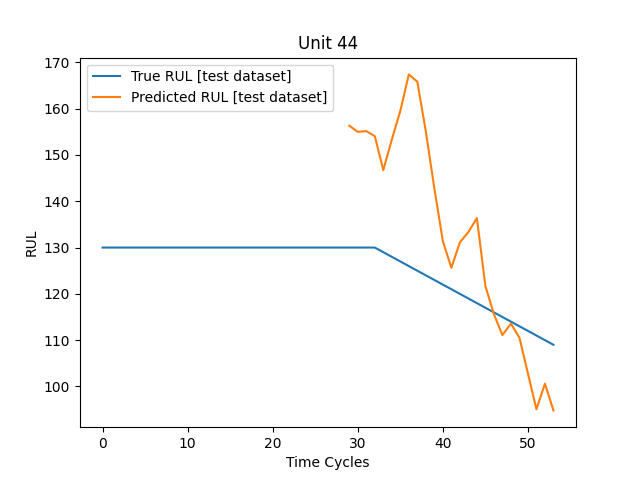 Unit 44
True RUL [test dataset]
Predicted RUL [test dataset]
170
160
150
140
130
120
110
100
RUL
0 10 20 30 40 50
Time Cycles